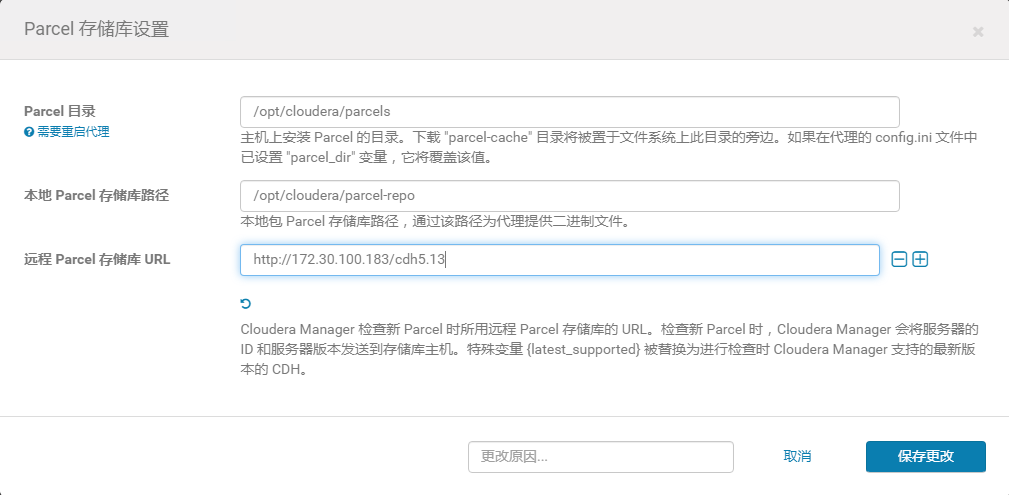 Parcel 存储库设置
Parcel 目录
需要重启代理
/opt/cloudera/parcels
主机上安装 Parcel 的目录。下载 "parcel-cache" 目录将被置于文件系统上此目录的旁边。如果在代理的 config.ini 文件中
已设置 "parcel_dir" 变量，它将覆盖该值。
本地 Parcel 存储库路径
/opt/cloudera/parcel-repo
本地包 Parcel 存储库路径，通过该路径为代理提供二进制文件。
远程 Parcel 存储库 URL
http://172.30.100.183/cdh5.13
Cloudera Manager 检查新 Parcel 时所用远程 Parcel 存储库的 URL。检查新 Parcel 时，Cloudera Manager 会将服务器的
ID 和服务器版本发送到存储库主机。特殊变量 {latest_supported} 被替换为进行检查时 Cloudera Manager 支持的最新版
本的 CDH。
更改原因...
取消
保存更改